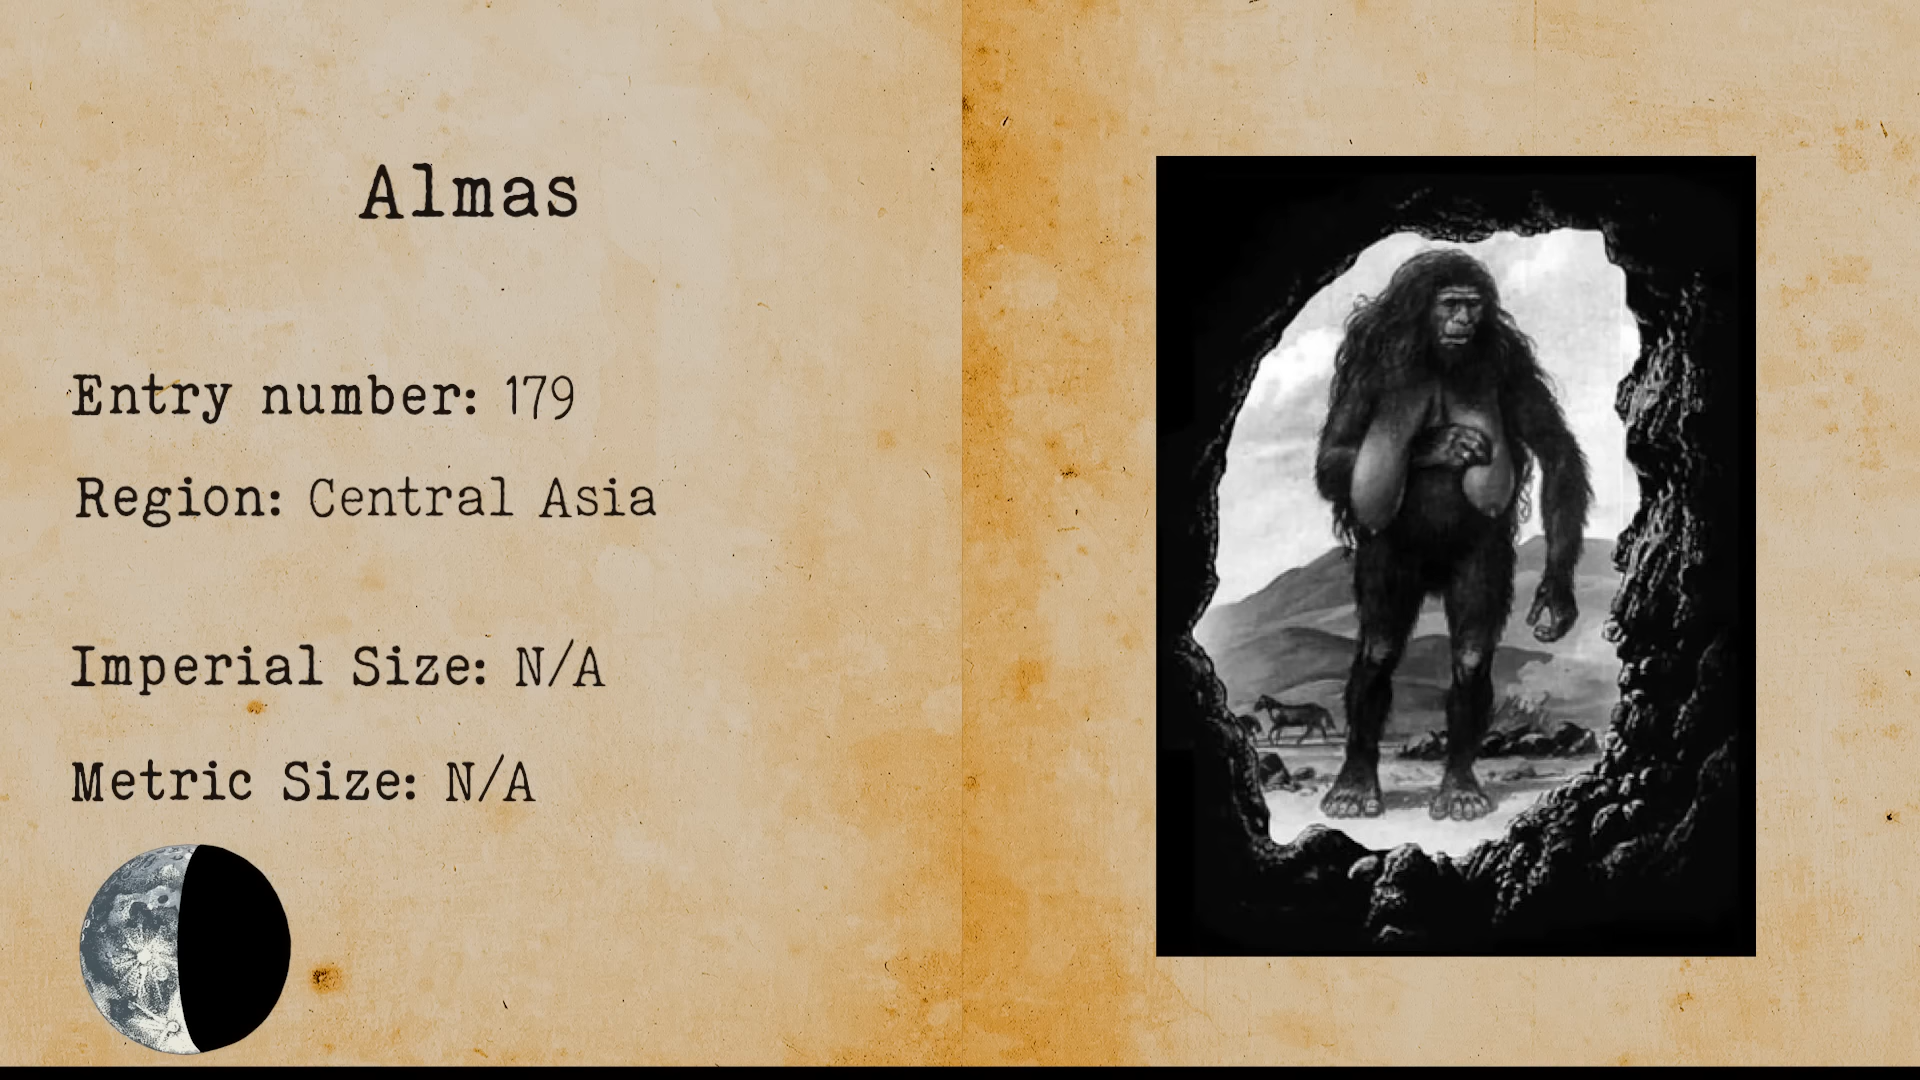 Almas
Entry number: 179
Region: Central Asia
Imperial Size: N/A
Metric Size: N/A